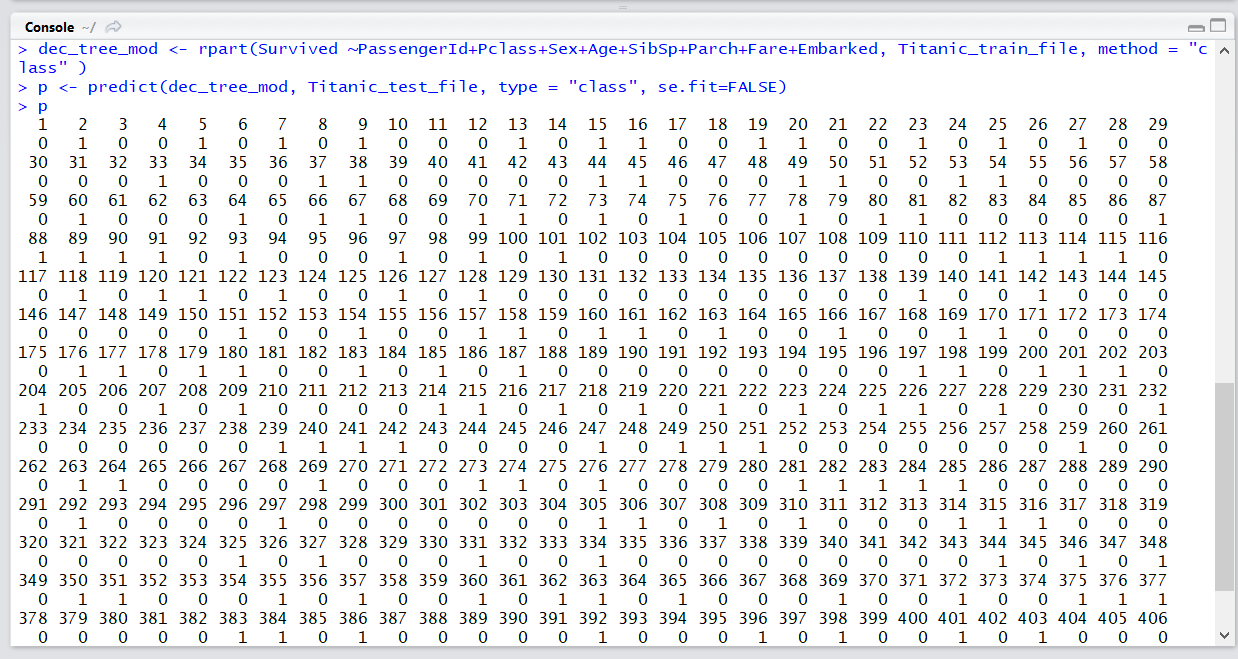 Console ~/
> dec_tree_mod <- rpart(Survived ~PassengerId+Pclass+Sex+Age+SibSp+Parch+Fare+Embarked, Titanic_train_file, method = "c
lass" )
> p <- predict(dec_tree_mod, Titanic_test_file, type = "class", se.fit=FALSE)
> p
1 2 3 4 5 6 7 8 9 10 11 12 13 14 15 16 17 18 19 20 21 22 23 24 25 26 27 28 29
0 1 0 0 1 0 1 0 1 0 0 0 1 0 1 1 0 0 1 1 0 0 1 0 1 0 1 0 0
30 31 32 33 34 35 36 37 38 39 40 41 42 43 44 45 46 47 48 49 50 51 52 53 54 55 56 57 58
0 0 0 1 0 0 0 1 1 0 0 0 0 0 1 1 0 0 0 1 1 0 0 1 1 0 0 0 0
59 60 61 62 63 64 65 66 67 68 69 70 71 72 73 74 75 76 77 78 79 80 81 82 83 84 85 86 87
0 1 0 0 0 1 0 1 1 0 0 1 1 0 1 0 1 0 0 1 0 1 1 0 0 0 0 0 1
88 89 90 91 92 93 94 95 96 97 98 99 100 101 102 103 104 105 106 107 108 109 110 111 112 113 114 115 116
1 1 1 1 0 1 0 0 0 1 0 1 0 1 0 0 0 0 0 0 0 0 0 0 1 1 1 1 0
117 118 119 120 121 122 123 124 125 126 127 128 129 130 131 132 133 134 135 136 137 138 139 140 141 142 143 144 145
0 1 0 1 1 0 1 0 0 1 0 1 0 0 0 0 0 0 0 0 0 0 1 0 0 1 0 0 0
146 147 148 149 150 151 152 153 154 155 156 157 158 159 160 161 162 163 164 165 166 167 168 169 170 171 172 173 174
0 0 0 0 0 1 0 0 1 0 0 1 1 0 1 1 0 1 0 0 1 0 0 1 1 0 0 0 0
175 176 177 178 179 180 181 182 183 184 185 186 187 188 189 190 191 192 193 194 195 196 197 198 199 200 201 202 203
0 1 1 0 1 1 0 0 1 0 1 0 1 0 0 0 0 0 0 0 0 0 1 1 0 1 1 1 0
204 205 206 207 208 209 210 211 212 213 214 215 216 217 218 219 220 221 222 223 224 225 226 227 228 229 230 231 232
1 0 0 1 0 1 0 0 0 0 1 1 0 1 0 1 0 1 0 1 0 1 1 0 1 0 0 0 1
233 234 235 236 237 238 239 240 241 242 243 244 245 246 247 248 249 250 251 252 253 254 255 256 257 258 259 260 261
0 0 0 0 0 0 1 1 1 1 0 0 0 0 1 0 1 1 1 0 0 0 0 0 0 0 1 0 0
262 263 264 265 266 267 268 269 270 271 272 273 274 275 276 277 278 279 280 281 282 283 284 285 286 287 288 289 290
0 1 1 0 0 0 0 1 0 0 0 1 1 0 1 0 0 0 0 1 1 1 1 1 0 0 0 0 0
291 292 293 294 295 296 297 298 299 300 301 302 303 304 305 306 307 308 309 310 311 312 313 314 315 316 317 318 319
0 1 0 0 0 0 1 0 0 0 0 0 0 0 1 1 0 1 0 1 0 0 0 1 1 1 0 0 0
320 321 322 323 324 325 326 327 328 329 330 331 332 333 334 335 336 337 338 339 340 341 342 343 344 345 346 347 348
0 0 0 0 0 1 0 1 0 0 0 1 0 0 1 0 0 0 0 0 0 0 0 0 1 0 1 0 1
349 350 351 352 353 354 355 356 357 358 359 360 361 362 363 364 365 366 367 368 369 370 371 372 373 374 375 376 377
0 1 1 0 0 0 1 0 1 0 0 1 0 1 1 0 1 0 0 0 1 0 0 1 0 0 1 1 1
378 379 380 381 382 383 384 385 386 387 388 389 390 391 392 393 394 395 396 397 398 399 400 401 402 403 404 405 406
0 0 0 0 0 1 1 0 1 0 0 0 0 0 1 0 0 0 1 0 1 0 0 1 0 1 0 0 0